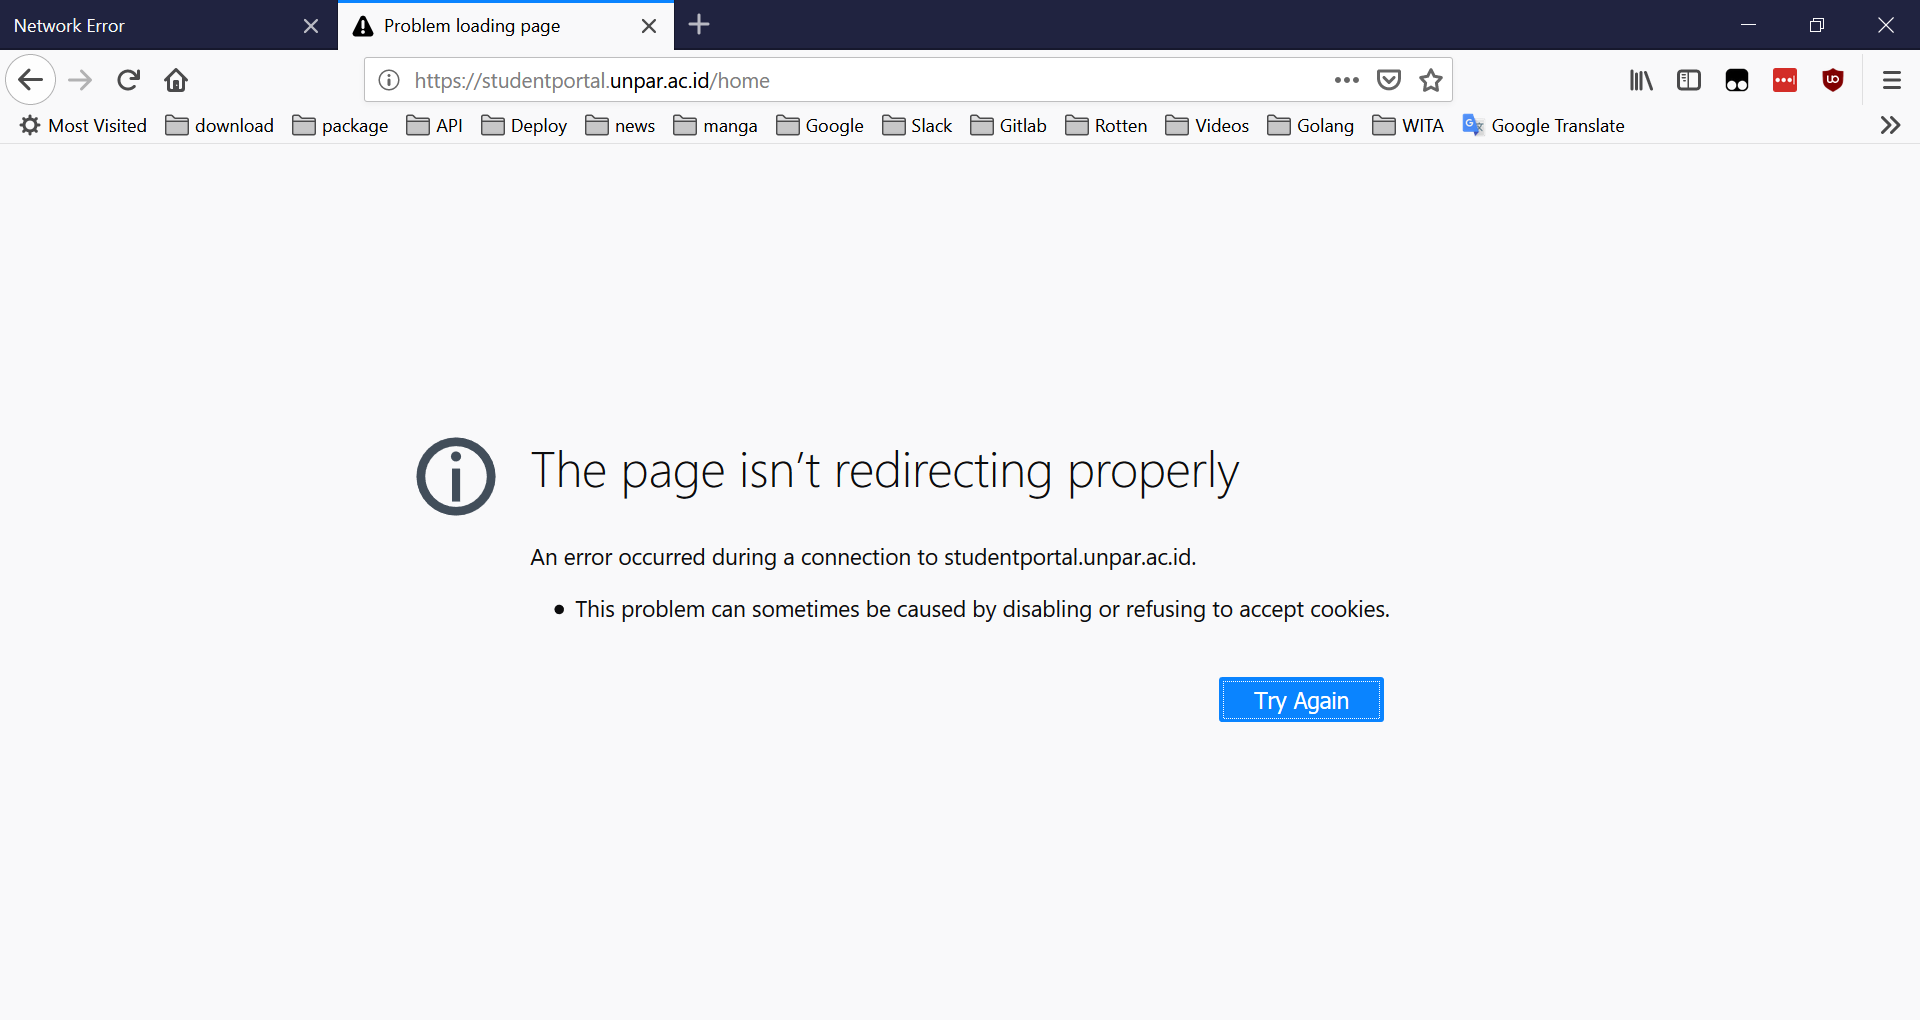 Network Error
Problem loading page
https://studentportal.unpar.ac.id/home
Most Visited download package API Deploy news manga Google Slack Gitlab Rotten Videos Golang WITA Google Translate
The page isn’t redirecting properly
An error occurred during a connection to studentportal.unpar.ac.id.
• This problem can sometimes be caused by disabling or refusing to accept cookies.
Try Again